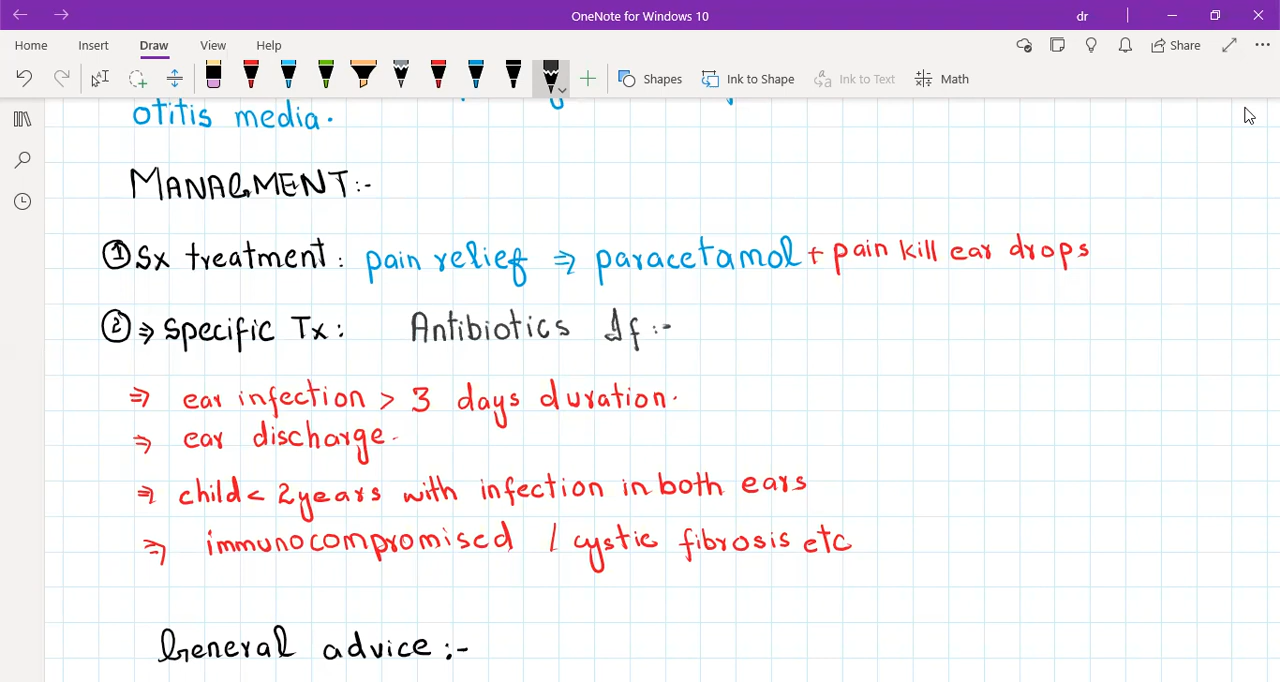 OneNote for Windows 10
dr
Home Insert Draw View Help
Share
Shapes Ink to Shape Ink to Text Math
otitis media.
MANAGMENT:-
① Sx treatment: pain relief ⇒ paracetamol + pain kill ear drops
② ⇒ Specific Tx: Antibiotics If:-
⇒ ear infection > 3 days duration.
⇒ ear discharge.
⇒ child < 2 years with infection in both ears
⇒ immunocompromised / cystic fibrosis etc
General advice:-